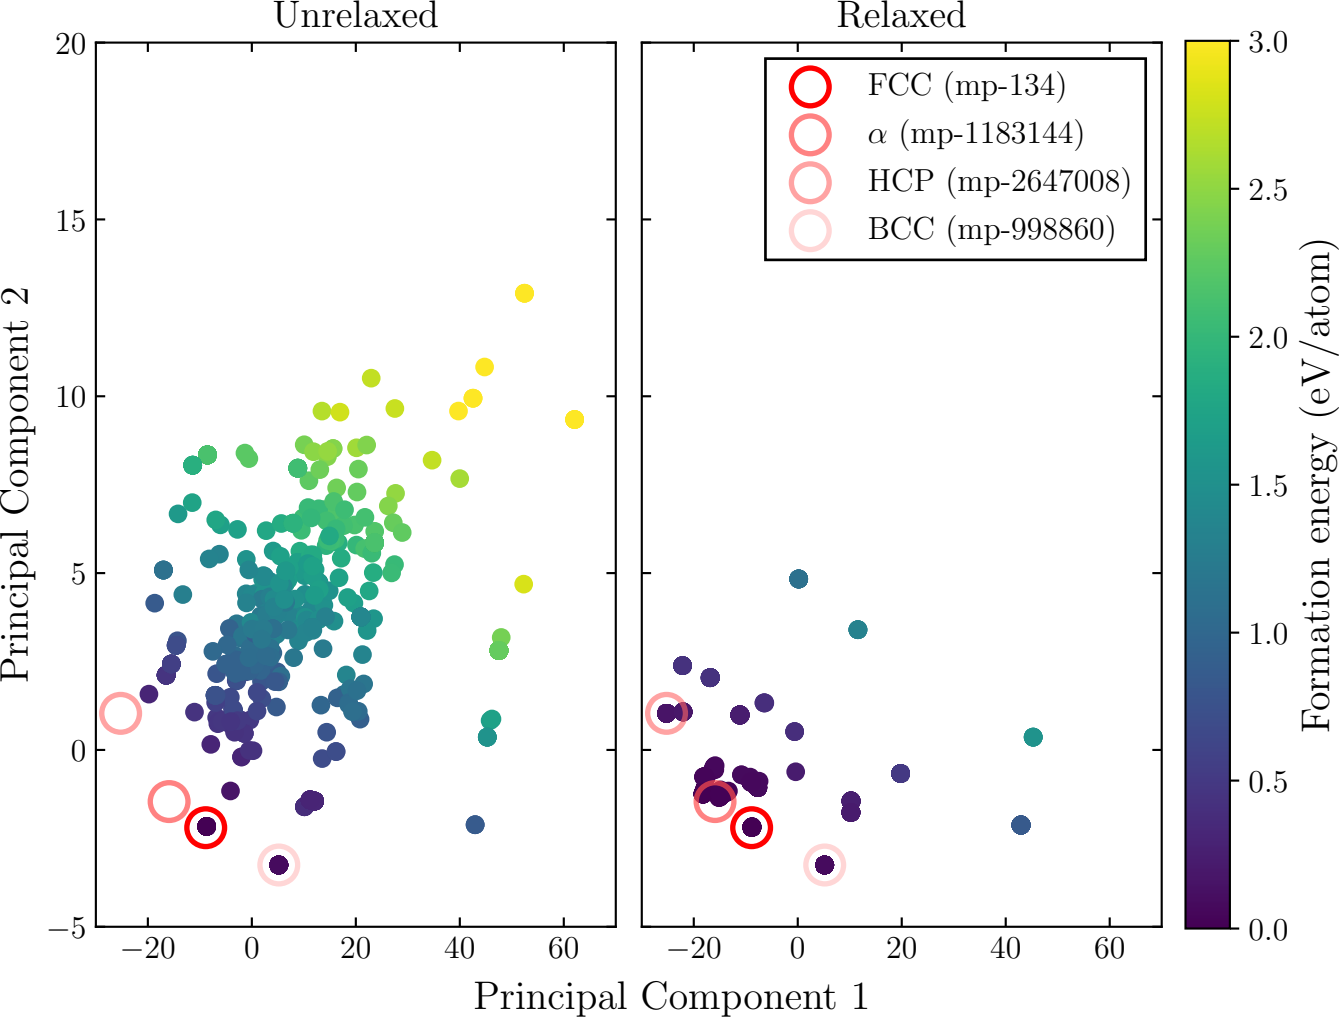 Unrelaxed
Relaxed
20
15
10
5
0
−5
−20
0
20
40
60
−20
0
20
40
60
Principal Component 2
Principal Component 1
FCC (mp-134)
α (mp-1183144)
HCP (mp-2647008)
BCC (mp-998860)
3.0
2.5
2.0
1.5
1.0
0.5
0.0
Formation energy (eV/atom)